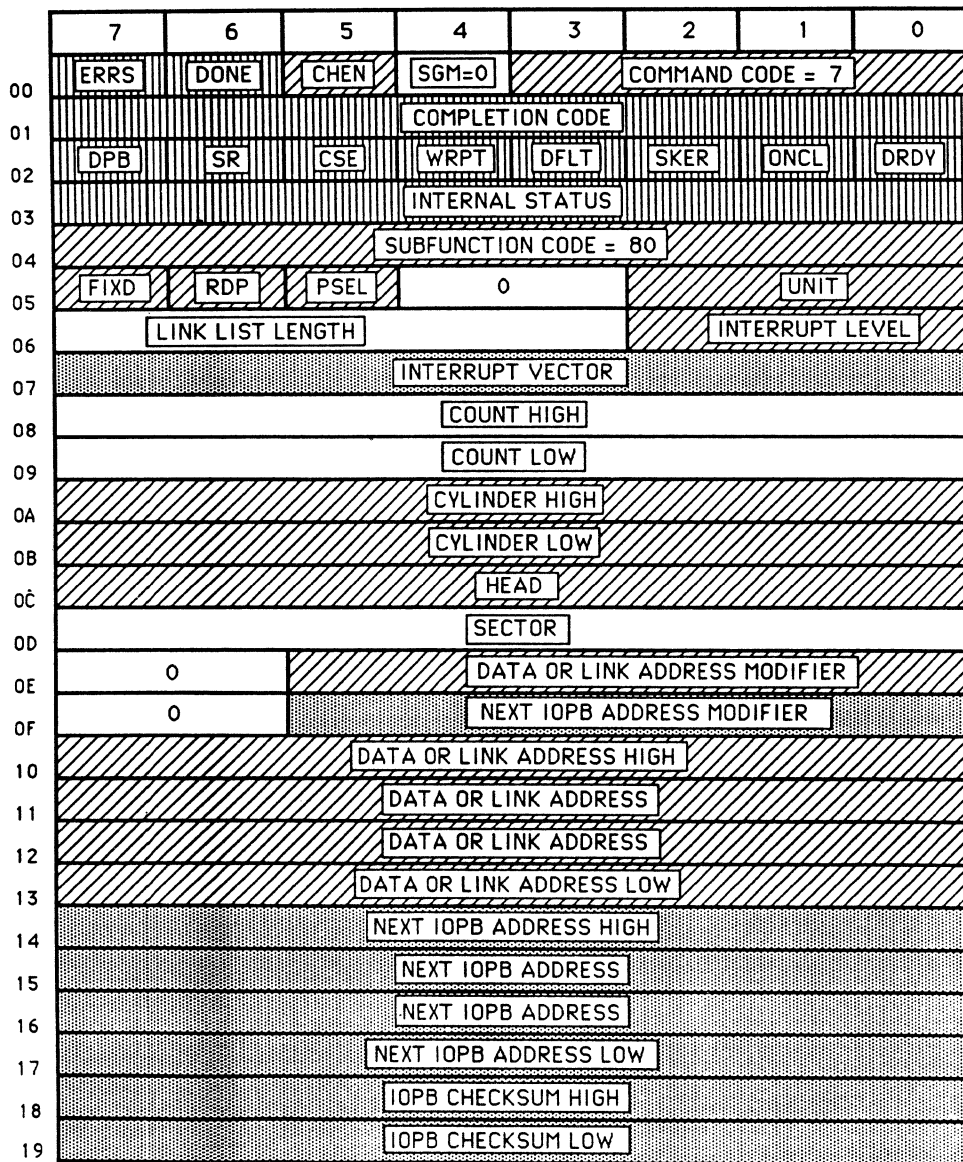 7 6 5 4 3 2 1 0
00 ERRS DONE CHEN SGM=0 COMMAND CODE = 7
01 COMPLETION CODE
02 DPB SR CSE WRPT DFLT SKER ONCL DRDY
03 INTERNAL STATUS
04 SUBFUNCTION CODE = 80
05 FIXD RDP PSEL 0 UNIT
06 LINK LIST LENGTH INTERRUPT LEVEL
07 INTERRUPT VECTOR
08 COUNT HIGH
09 COUNT LOW
0A CYLINDER HIGH
0B CYLINDER LOW
0C HEAD
0D SECTOR
0E 0 DATA OR LINK ADDRESS MODIFIER
0F 0 NEXT IOPB ADDRESS MODIFIER
10 DATA OR LINK ADDRESS HIGH
11 DATA OR LINK ADDRESS
12 DATA OR LINK ADDRESS
13 DATA OR LINK ADDRESS LOW
14 NEXT IOPB ADDRESS HIGH
15 NEXT IOPB ADDRESS
16 NEXT IOPB ADDRESS
17 NEXT IOPB ADDRESS LOW
18 IOPB CHECKSUM HIGH
19 IOPB CHECKSUM LOW